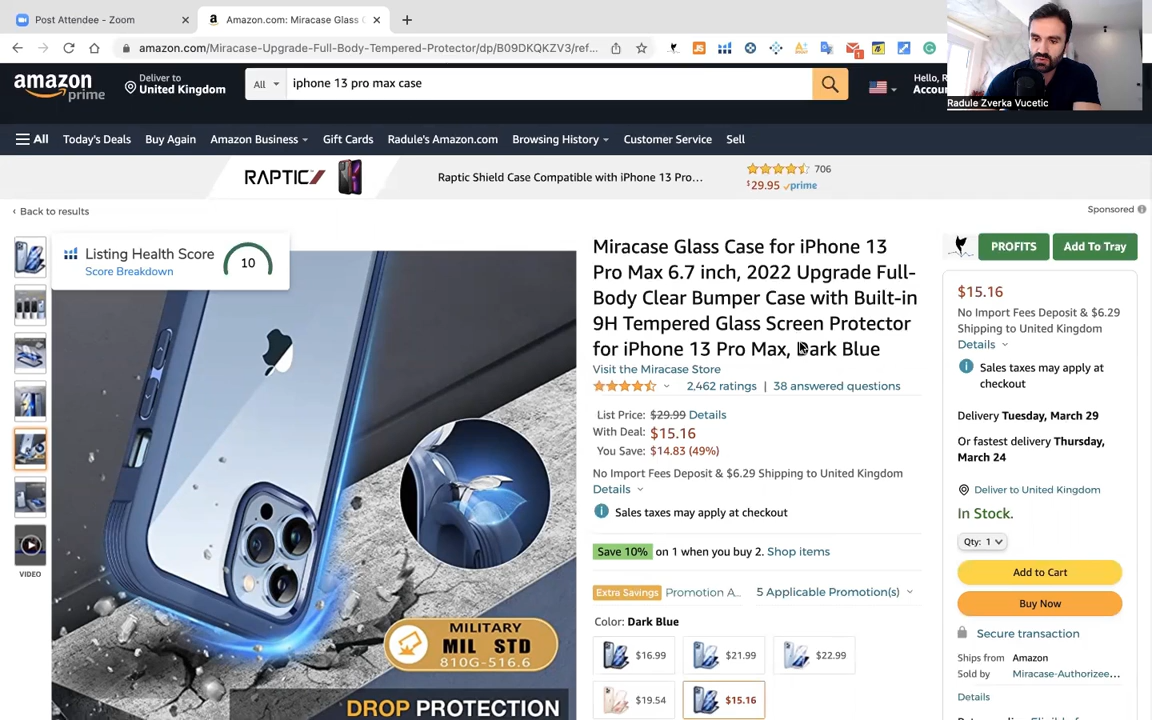 Post Attendee - Zoom
Amazon.com: Miracase Glass C
amazon.com/Miracase-Upgrade-Full-Body-Tempered-Protector/dp/B09DKQKZV3/ref...
Radule Zverka Vucetic
amazon
prime
Deliver to
United Kingdom
All
iphone 13 pro max case
Hello, R
Accou
All
Today's Deals
Buy Again
Amazon Business
Gift Cards
Radule's Amazon.com
Browsing History
Customer Service
Sell
RAPTIC
Raptic Shield Case Compatible with iPhone 13 Pro...
706
$29.95 prime
Sponsored
‹ Back to results
Listing Health Score
Score Breakdown
10
VIDEO
MILITARY
MIL STD
810G-516.6
DROP PROTECTION
Miracase Glass Case for iPhone 13
Pro Max 6.7 inch, 2022 Upgrade Full-
Body Clear Bumper Case with Built-in
9H Tempered Glass Screen Protector
for iPhone 13 Pro Max, Dark Blue
Visit the Miracase Store
2,462 ratings | 38 answered questions
List Price: $29.99 Details
With Deal: $15.16
You Save: $14.83 (49%)
No Import Fees Deposit & $6.29 Shipping to United Kingdom
Details
Sales taxes may apply at checkout
Save 10% on 1 when you buy 2. Shop items
Extra Savings Promotion A... 5 Applicable Promotion(s)
Color: Dark Blue
$16.99
$21.99
$22.99
$19.54
$15.16
PROFITS
Add To Tray
$15.16
No Import Fees Deposit & $6.29
Shipping to United Kingdom
Details
Sales taxes may apply at
checkout
Delivery Tuesday, March 29
Or fastest delivery Thursday,
March 24
Deliver to United Kingdom
In Stock.
Qty: 1
Add to Cart
Buy Now
Secure transaction
Ships from Amazon
Sold by Miracase-Authorizee...
Details